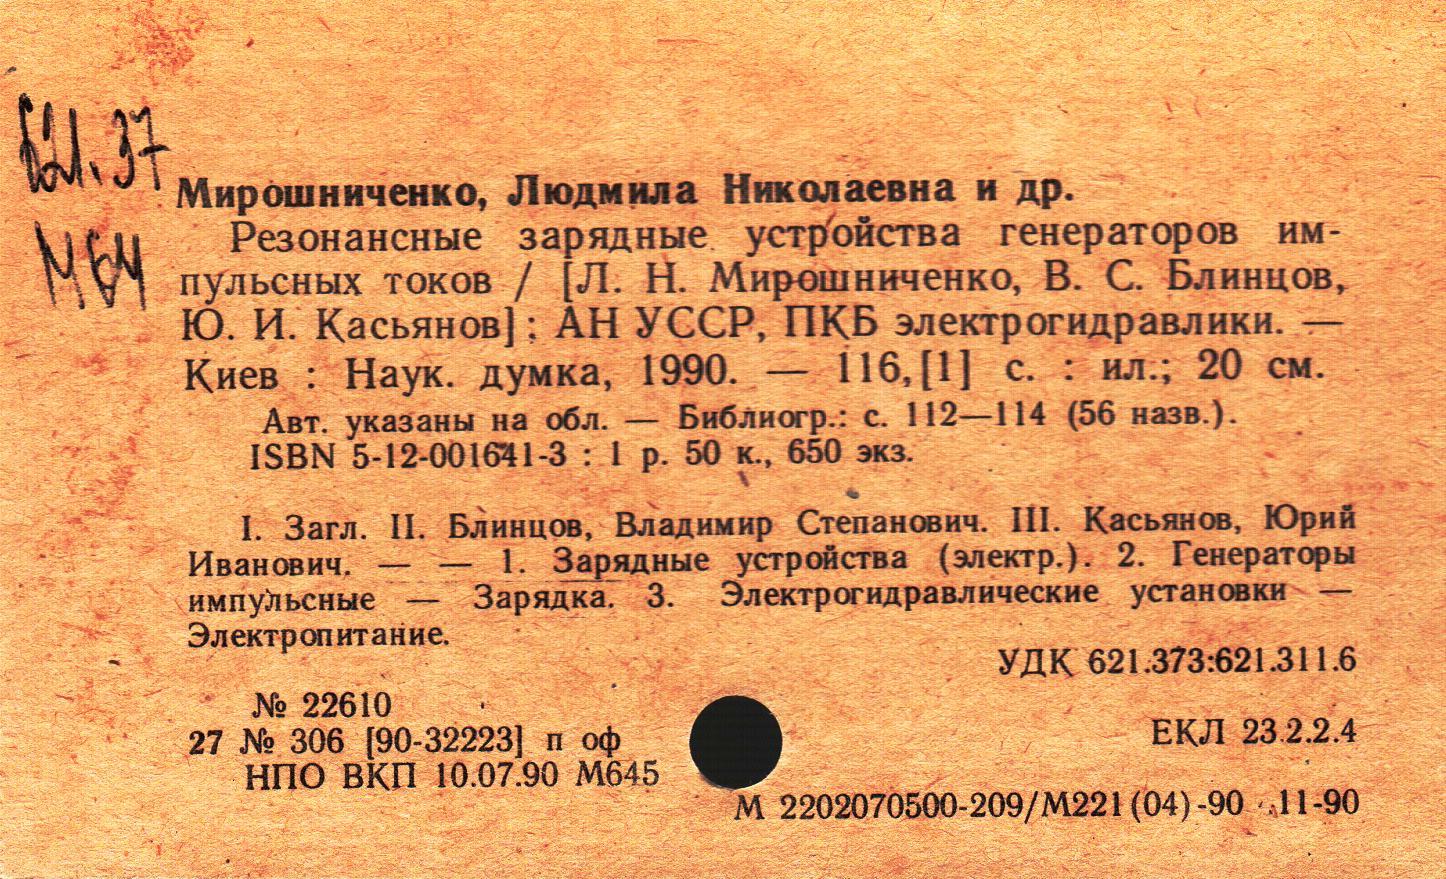 621.37
М64
Мирошниченко, Людмила Николаевна и др.
Резонансные зарядные устройства генераторов им-
пульсных токов / [Л. Н. Мирошниченко, В. С. Блинцов,
Ю. И. Касьянов] ; АН УССР, ПКБ электрогидравлики. —
Киев : Наук. думка, 1990. — 116,[1] с. : ил.; 20 см.
Авт. указаны на обл. — Библиогр.: с. 112—114 (56 назв.).
ISBN 5-12-001641-3 : 1 р. 50 к., 650 экз.
I. Загл. II. Блинцов, Владимир Степанович. III. Касьянов, Юрий
Иванович. — — 1. Зарядные устройства (электр.). 2. Генераторы
импульсные — Зарядка. 3. Электрогидравлические установки —
Электропитание.
УДК 621.373:621.311.6
№ 22610
27 № 306 [90-32223] п оф
ЕКЛ 23.2.2.4
НПО ВКП 10.07.90 М645
М 2202070500-209/М221(04)-90 11-90